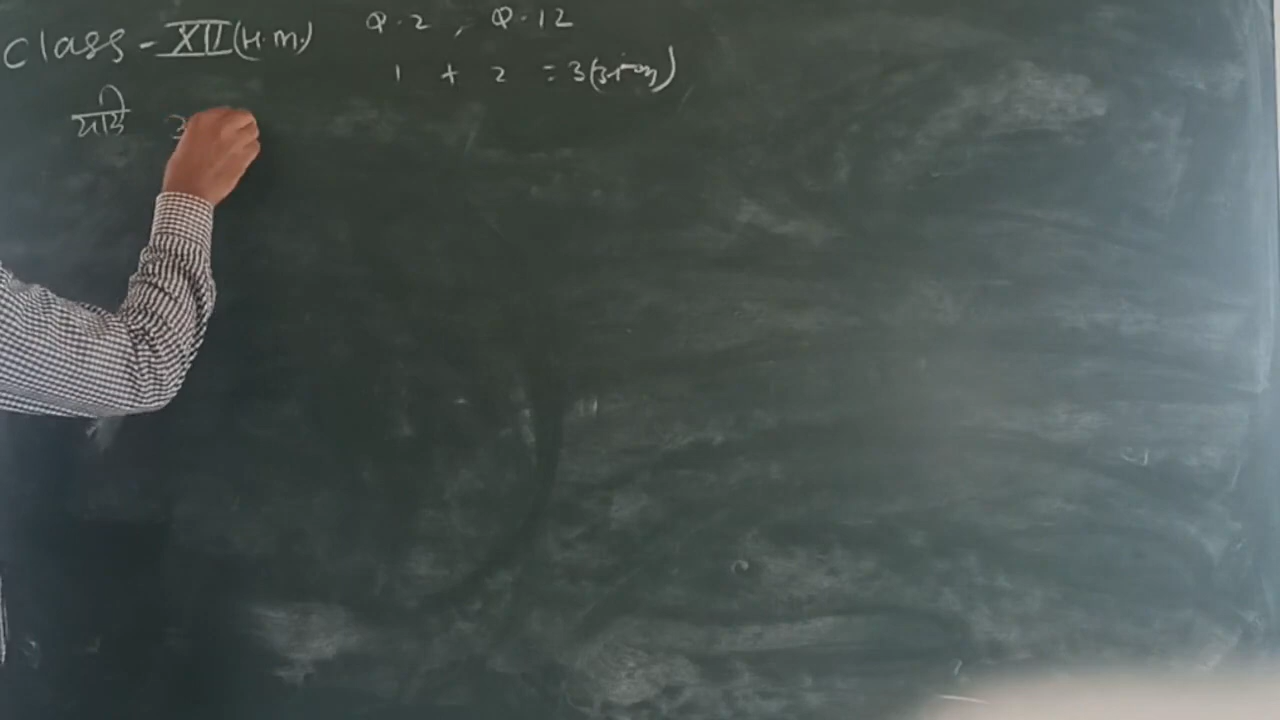 Class - XII (H.M.) Q.2 , Q.12
1 + 2 = 3 (अंक)
यदि